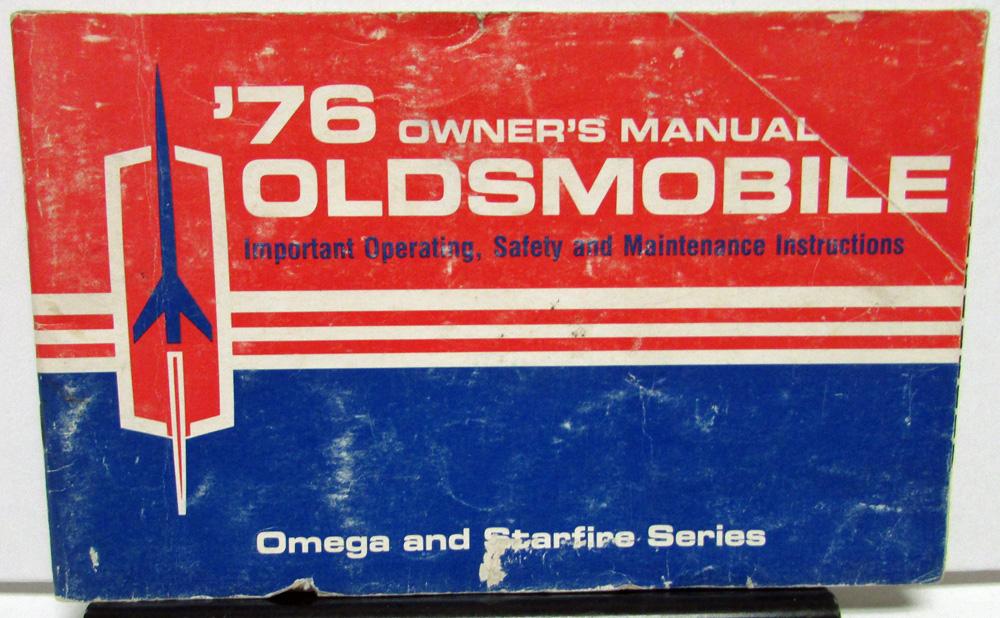 '76 OWNER'S MANUAL
OLDSMOBILE
Important Operating, Safety and Maintenance Instructions
Omega and Starfire Series